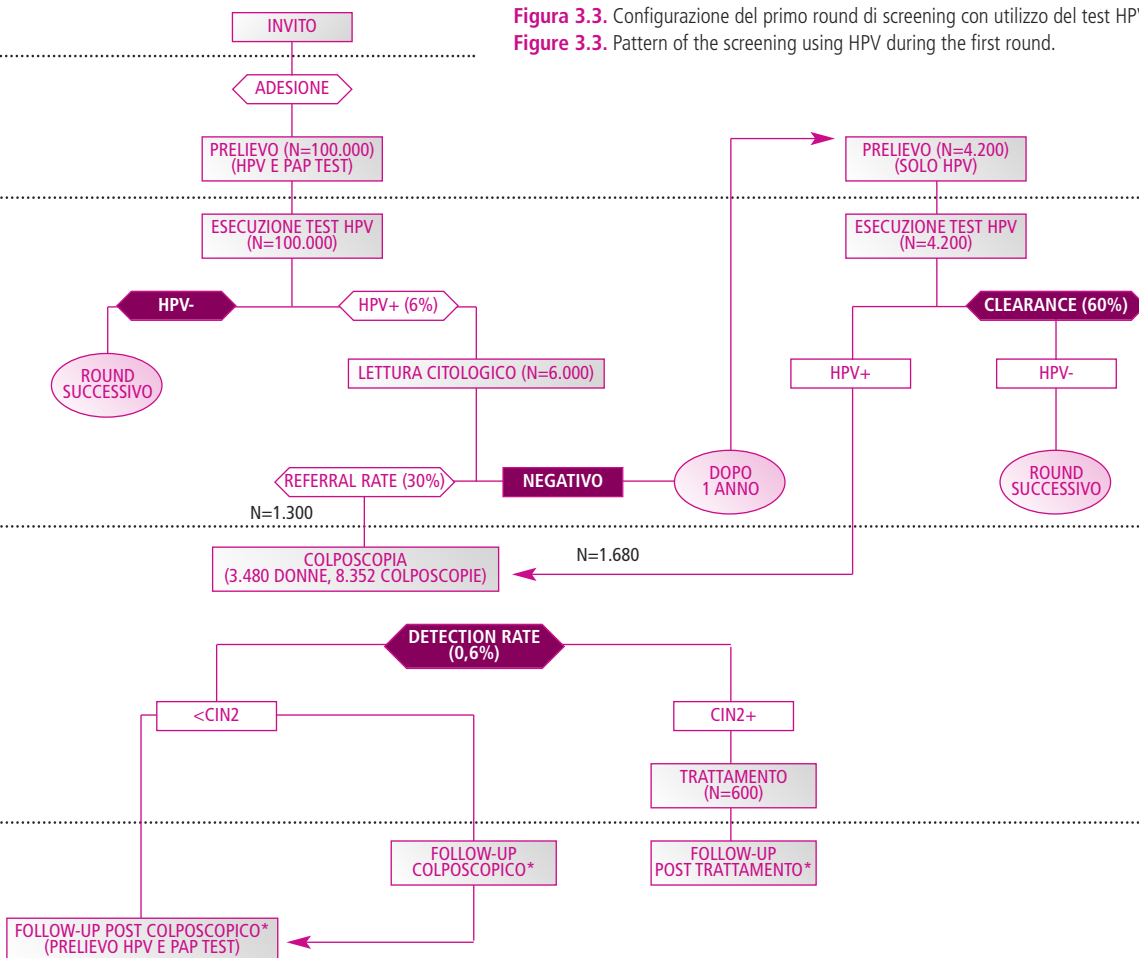 Figura 3.3. Configurazione del primo round di screening con utilizzo del test HPV
Figure 3.3. Pattern of the screening using HPV during the first round.
INVITO
ADESIONE
PRELIEVO (N=100.000)
(HPV E PAP TEST)
PRELIEVO (N=4.200)
(SOLO HPV)
ESECUZIONE TEST HPV
(N=100.000)
ESECUZIONE TEST HPV
(N=4.200)
HPV-
HPV+ (6%)
CLEARANCE (60%)
ROUND
SUCCESSIVO
LETTURA CITOLOGICO (N=6.000)
HPV+
HPV-
REFERRAL RATE (30%)
NEGATIVO
DOPO
1 ANNO
ROUND
SUCCESSIVO
N=1.300
COLPOSCOPIA
(3.480 DONNE, 8.352 COLPOSCOPIE)
N=1.680
DETECTION RATE
(0,6%)
<CIN2
CIN2+
TRATTAMENTO
(N=600)
FOLLOW-UP
COLPOSCOPICO*
FOLLOW-UP
POST TRATTAMENTO*
FOLLOW-UP POST COLPOSCOPICO*
(PRELIEVO HPV E PAP TEST)